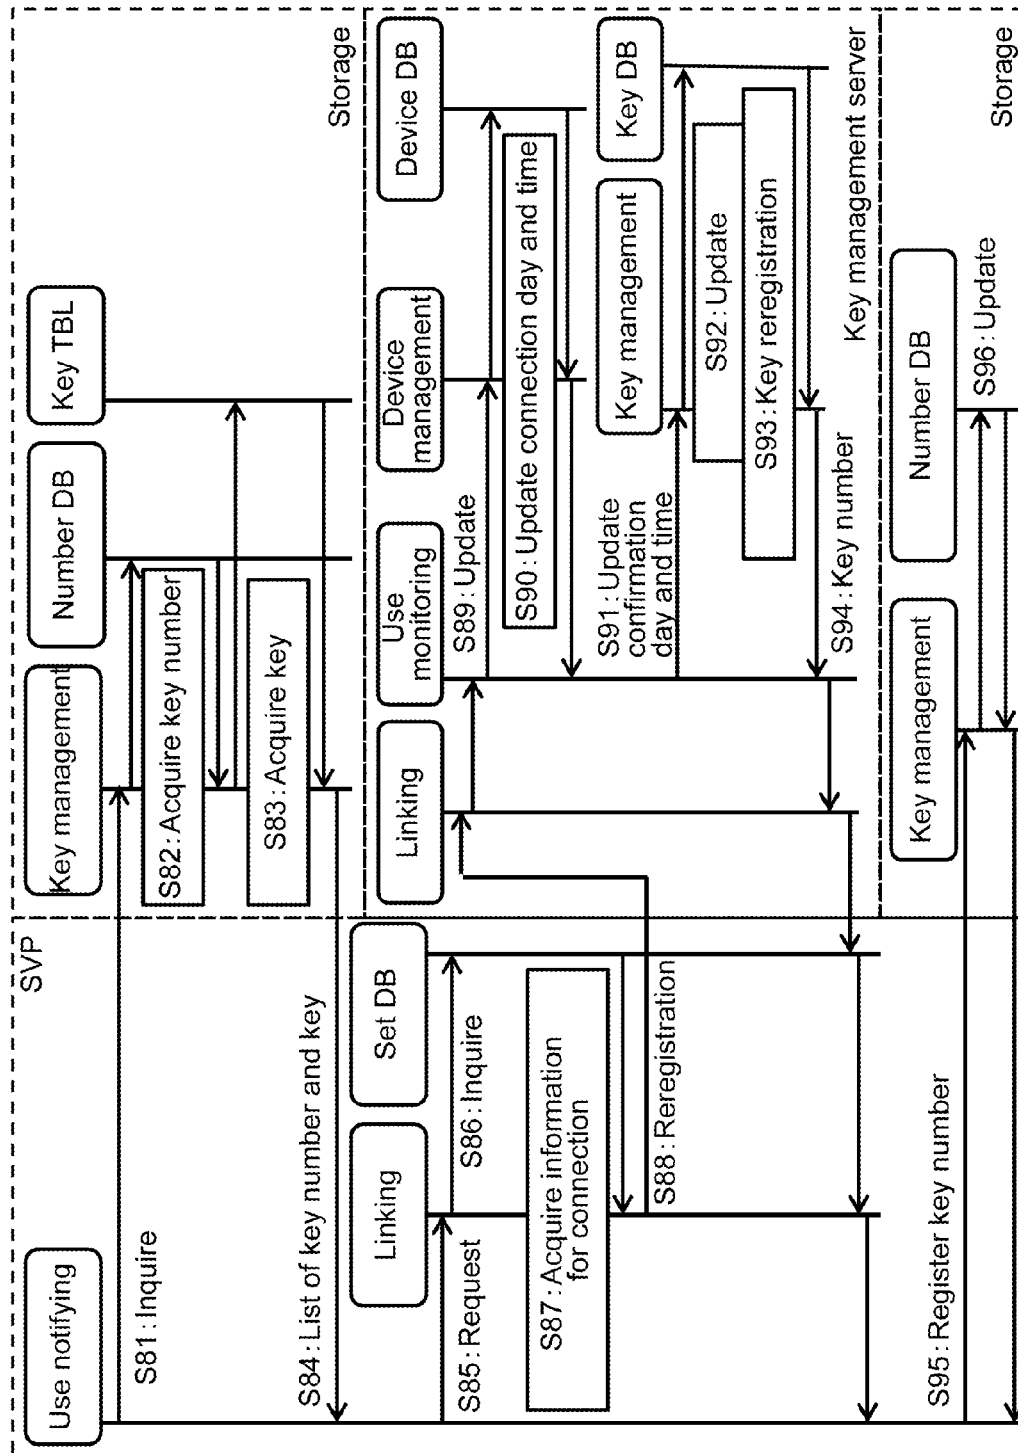 SVP
Storage
Use notifying
Key management
Number DB
Key TBL
S81:Inquire
S82:Acquire key number
S83:Acquire key
S84:List of key number and key
Linking
Set DB
Linking
Use
monitoring
Device
management
Device DB
S85:Request
S86:Inquire
S89:Update
S87:Acquire information
for connection
S90:Update connection day and time
Key management
Key DB
S88:Reregistration
S91:Update
confirmation
day and time
S92:Update
S93:Key reregistration
S94:Key number
Key management server
Key management
Number DB
S95:Register key number
S96:Update
Storage